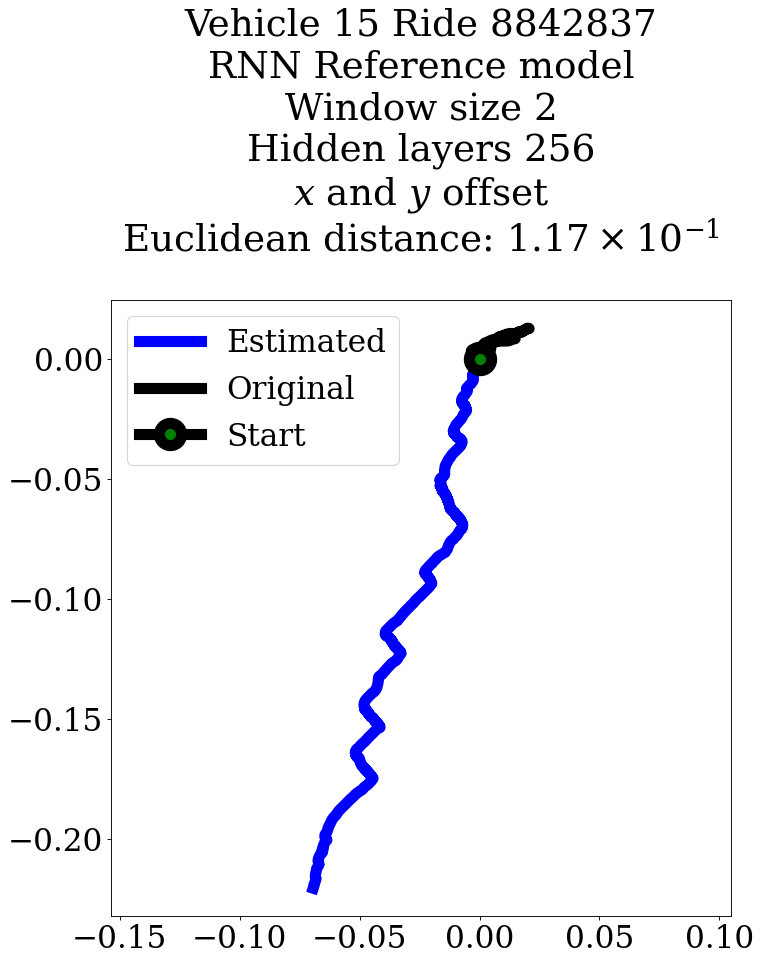 Vehicle 15 Ride 8842837
RNN Reference model
Window size 2
Hidden layers 256
x and y offset
Euclidean distance: 1.17 × 10⁻¹
Estimated
Original
Start
0.00
−0.05
−0.10
−0.15
−0.20
−0.15 −0.10 −0.05 0.00 0.05 0.10